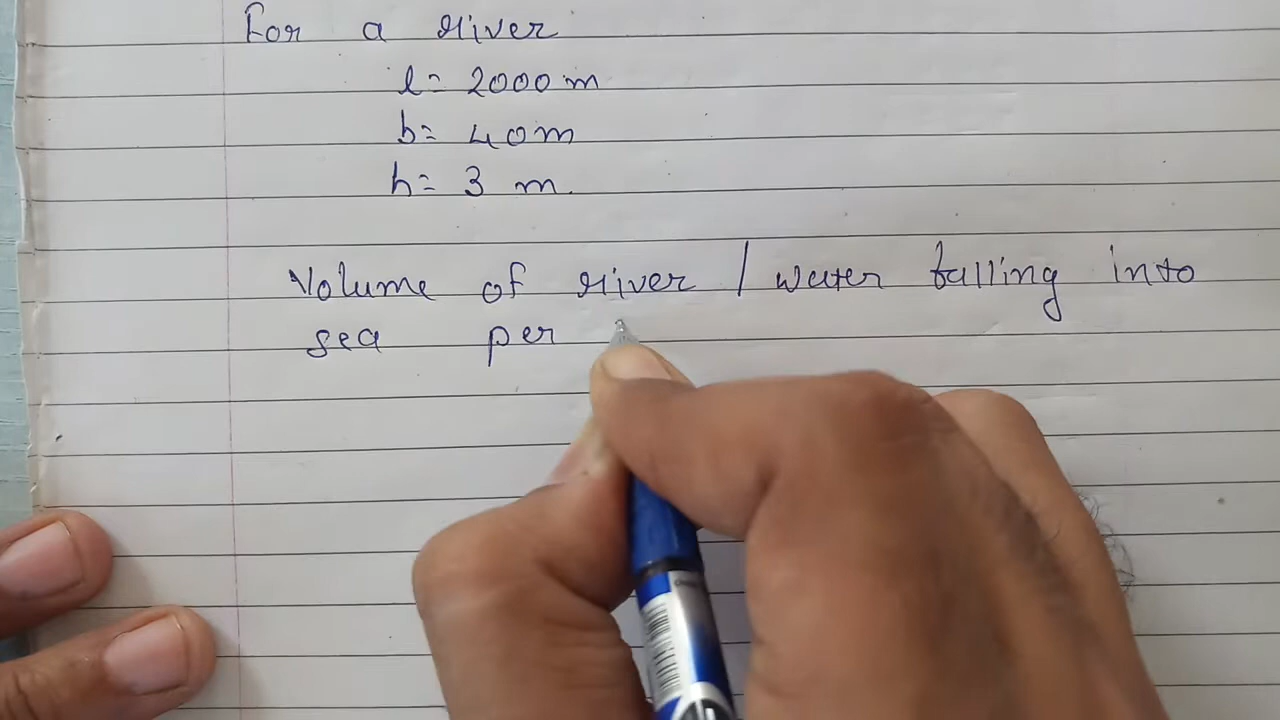 For a river
l = 2000 m
b = 40 m
h = 3 m.
Volume of river / water falling into
sea per